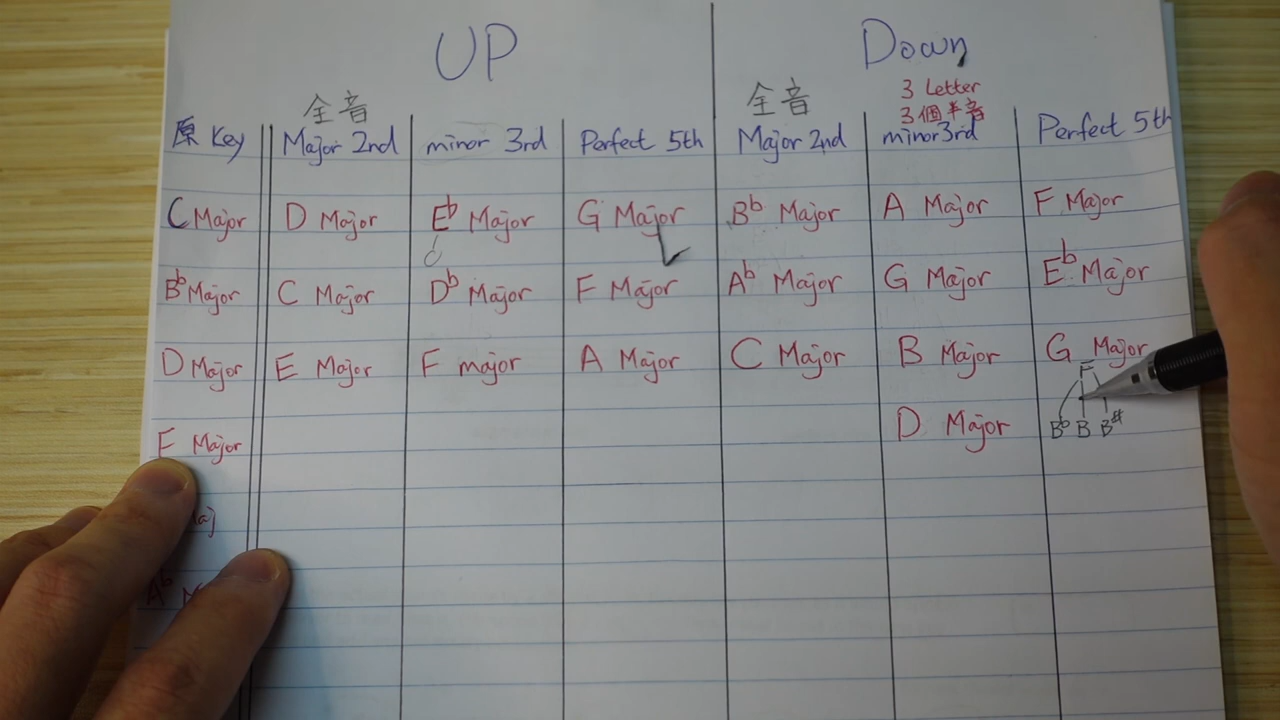 UP Down
全音 全音 3 Letter
3個半音
原 Key Major 2nd minor 3rd Perfect 5th Major 2nd minor3rd Perfect 5th
C Major D Major E♭ Major G Major B♭ Major A Major F Major
B♭ Major C Major D♭ Major F Major A♭ Major G Major E♭ Major
D Major E Major F major A Major C Major B Major G Major
F Major D Major B♭ B B#
A♭